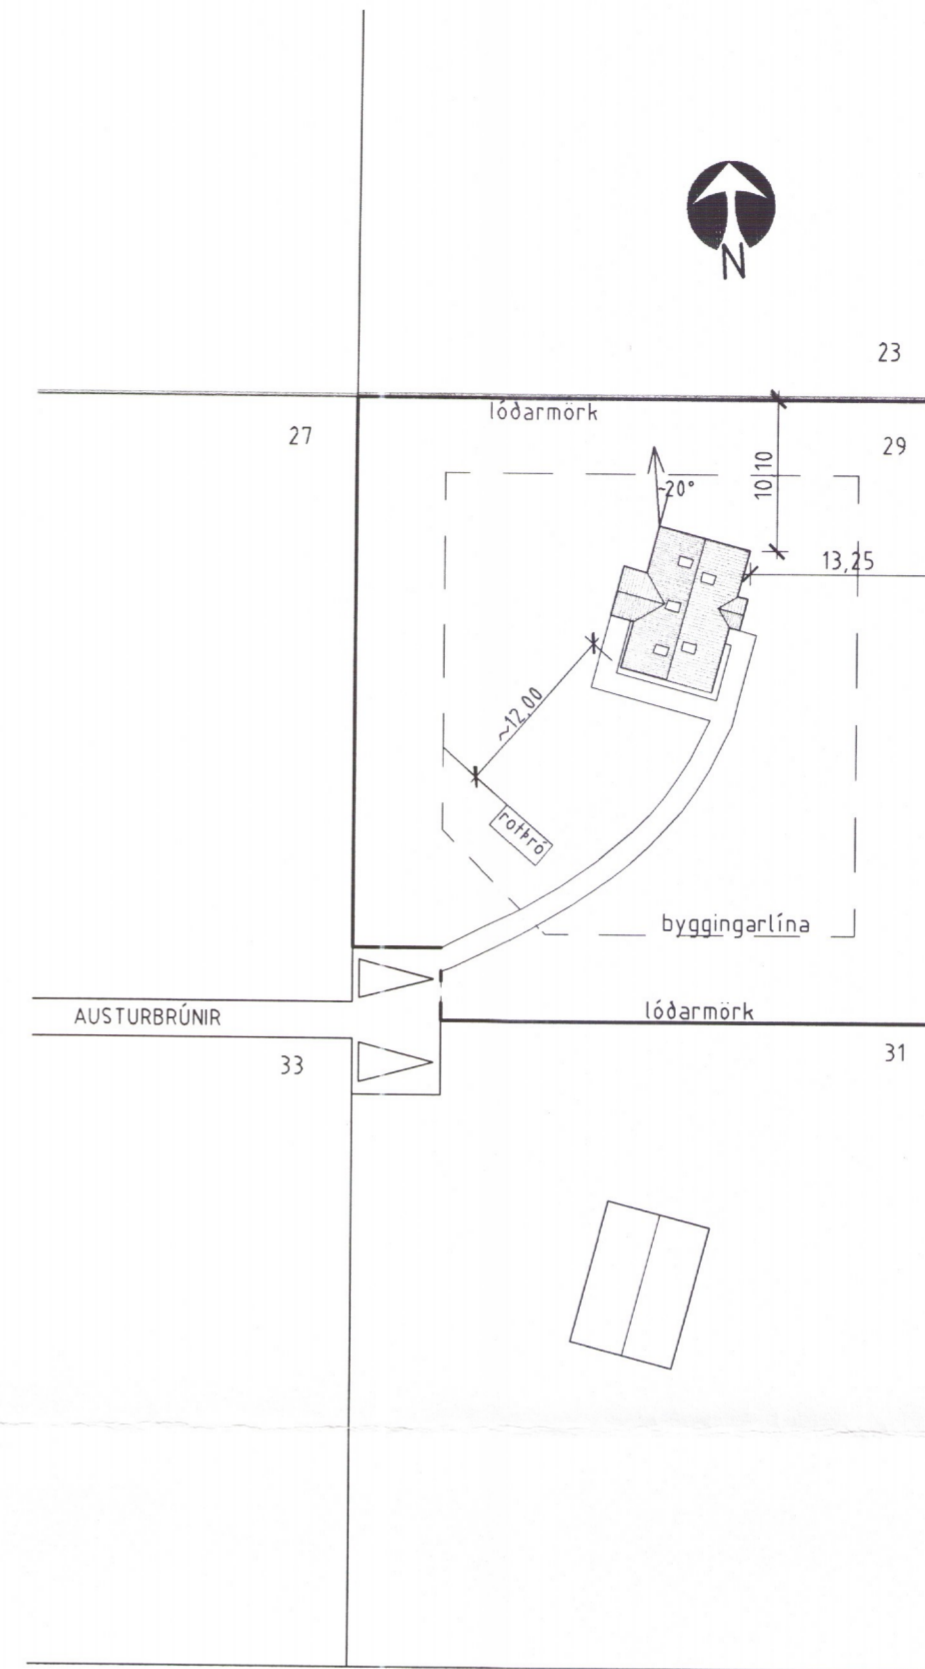 N
23
lóðarmörk
27
29
~20°
10,10
13,25
~12,00
rotþró
byggingarlína
AUSTURBRÚNIR
lóðarmörk
33
31